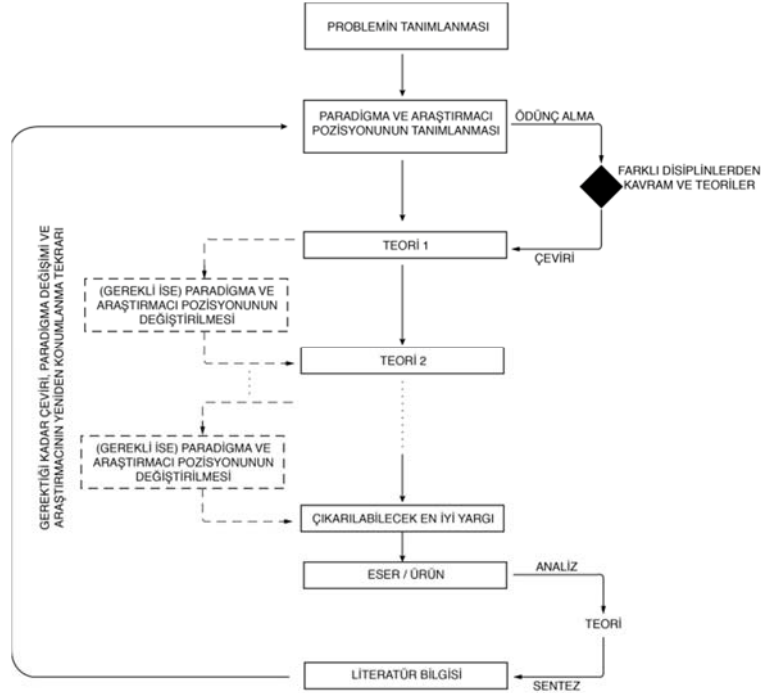 PROBLEMİN TANIMLANMASI
PARADİGMA VE ARAŞTIRMACI
POZİSYONUNUN TANIMLANMASI
ÖDÜNÇ ALMA
FARKLI DİSİPLİNLERDEN
KAVRAM VE TEORİLER
TEORİ 1
ÇEVİRİ
(GEREKLİ İSE) PARADİGMA VE
ARAŞTIRMACI POZİSYONUNUN
DEĞİŞTİRİLMESİ
TEORİ 2
(GEREKLİ İSE) PARADİGMA VE
ARAŞTIRMACI POZİSYONUNUN
DEĞİŞTİRİLMESİ
ÇIKARILABİLECEK EN İYİ YARGI
ESER / ÜRÜN
ANALİZ
TEORİ
LİTERATÜR BİLGİSİ
SENTEZ
GEREKTİĞİ KADAR ÇEVİRİ, PARADİGMA DEĞİŞİMİ VE
ARAŞTIRMACININ YENİDEN KONUMLANMA TEKRARI